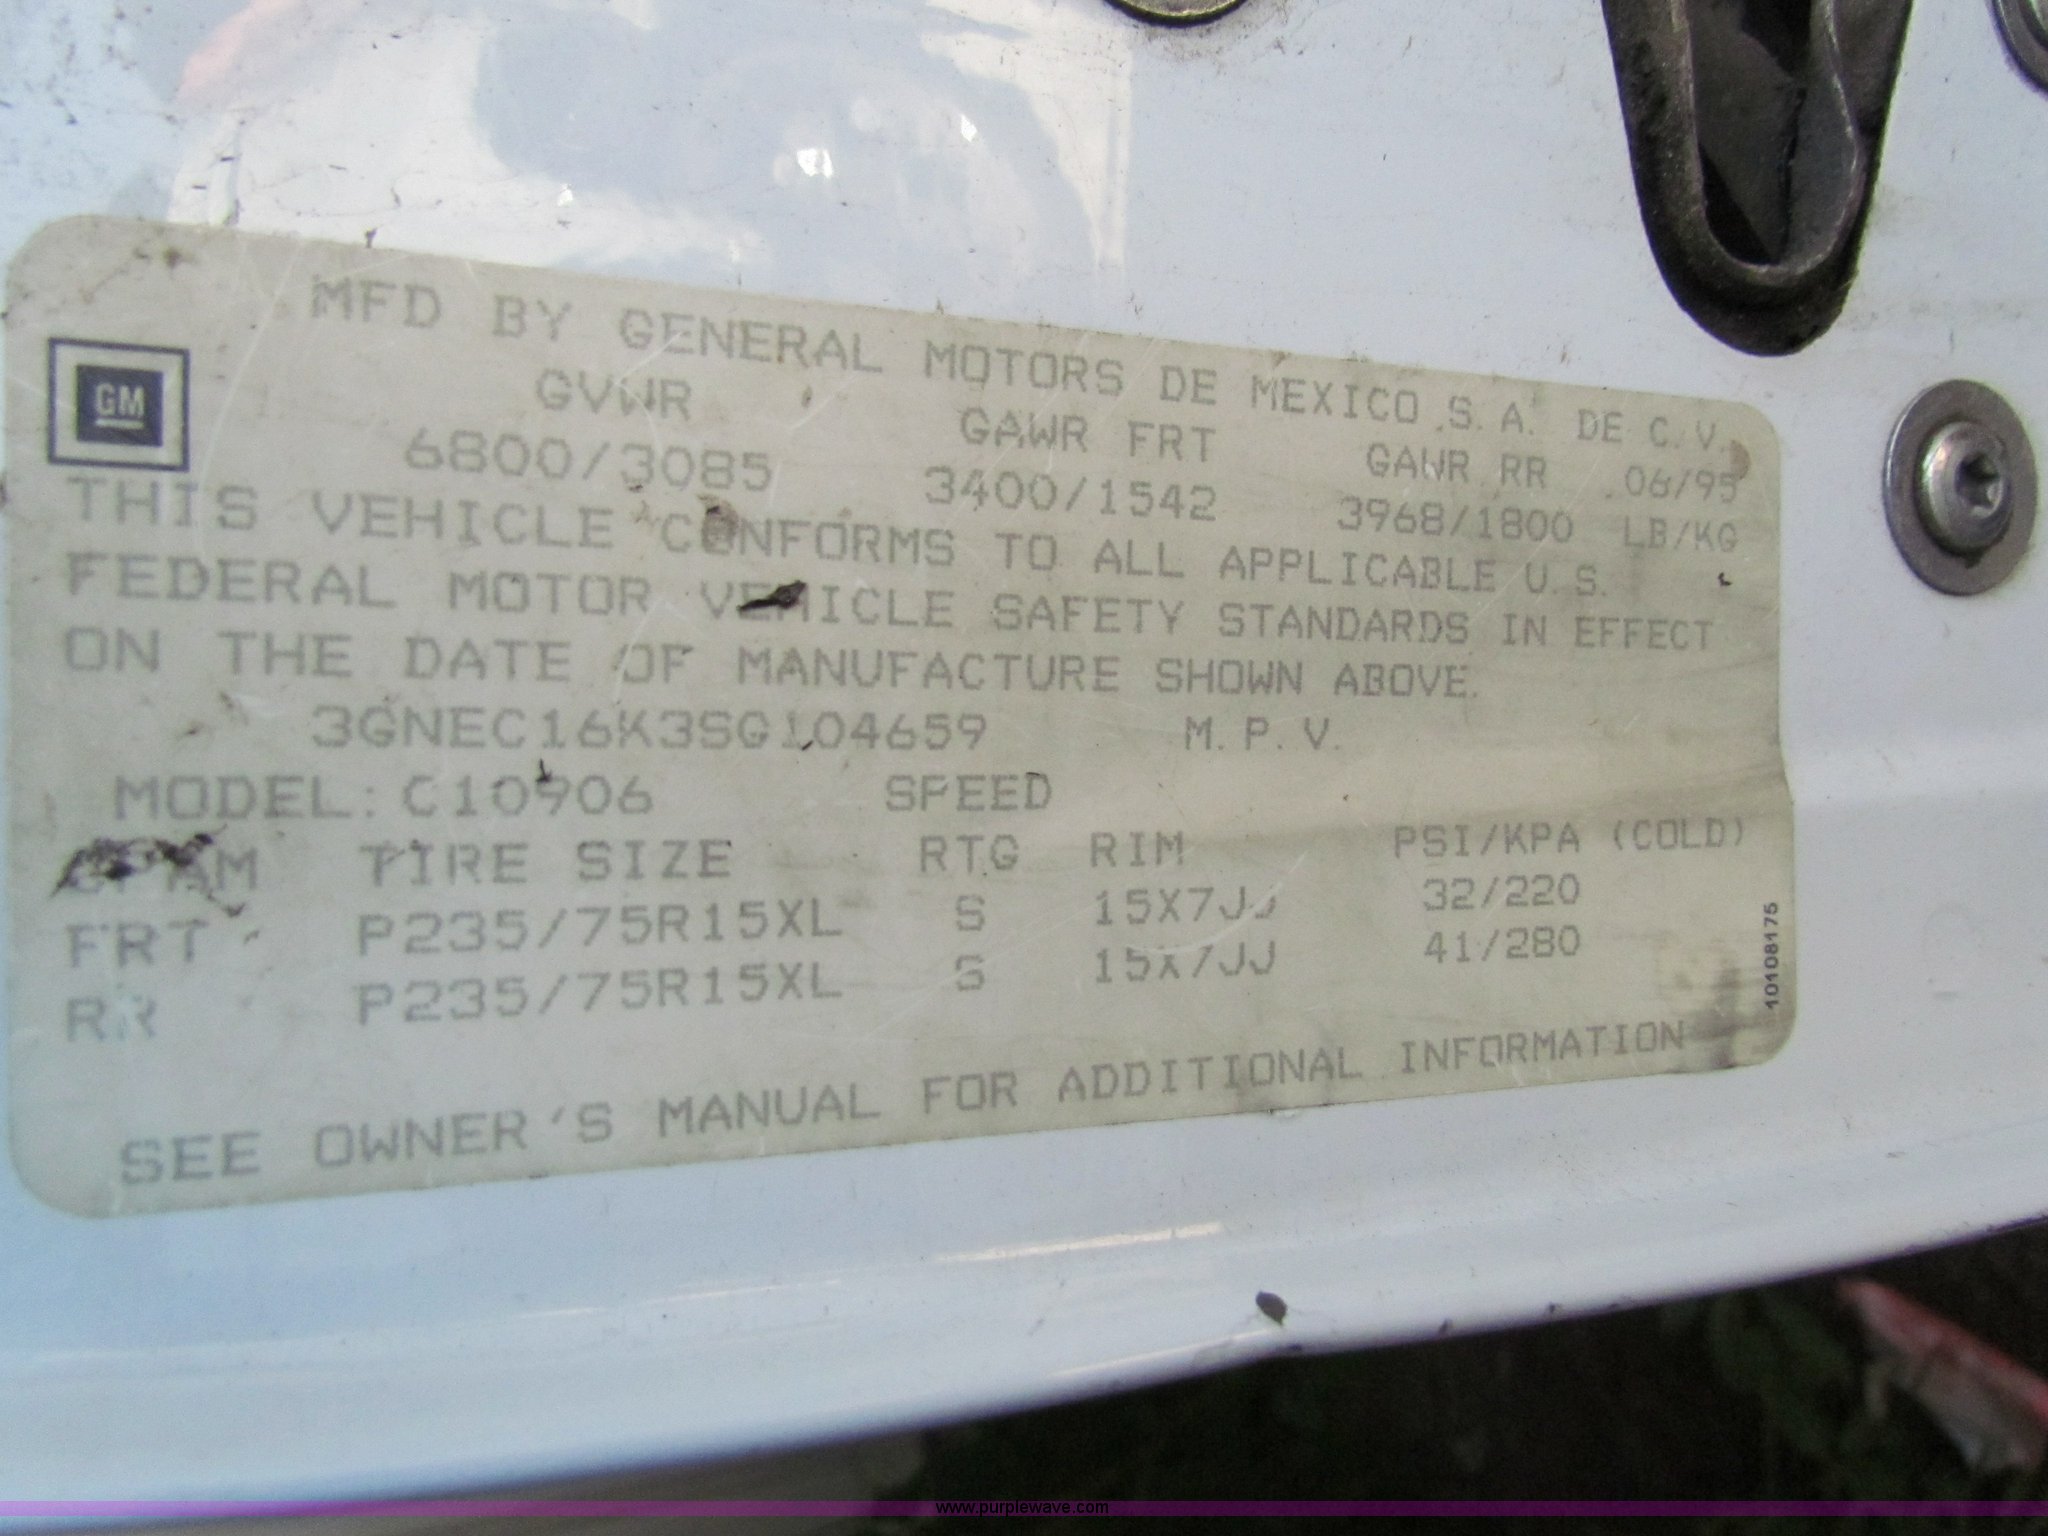 MFD BY GENERAL MOTORS DE MEXICO S.A. DE C.V.
GM
GVWR GAWR FRT GAWR RR 06/95
6800/3085 3400/1542 3968/1800 LB/KG
THIS VEHICLE CONFORMS TO ALL APPLICABLE U.S.
FEDERAL MOTOR VEHICLE SAFETY STANDARDS IN EFFECT
ON THE DATE OF MANUFACTURE SHOWN ABOVE.
3GNEC16K3SG104659 M.P.V.
MODEL: C10906 SPEED
TIRE SIZE RTG RIM PSI/KPA (COLD)
FRT P235/75R15XL S 15X7JJ 32/220
RR P235/75R15XL S 15X7JJ 41/280
SEE OWNER'S MANUAL FOR ADDITIONAL INFORMATION
10108175
www.purplewave.com